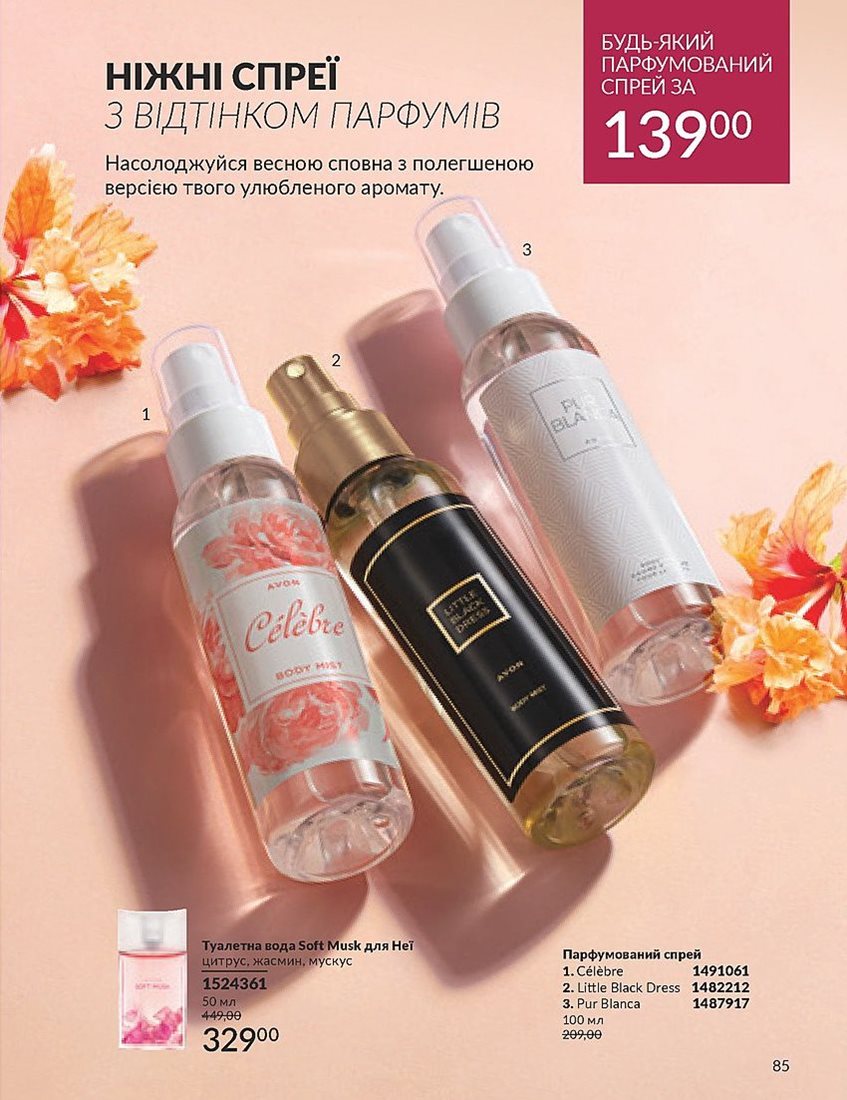 НІЖНІ СПРЕЇ
З ВІДТІНКОМ ПАРФУМІВ
Насолоджуйся весною сповна з полегшеною
версією твого улюбленого аромату.
БУДЬ-ЯКИЙ
ПАРФУМОВАНИЙ
СПРЕЙ ЗА
13900
3
2
1
AVON
Célèbre
BODY MIST
LITTLE
BLACK
DRESS
AVON
BODY MIST
PUR
BLANCA
SOFT MUSK
Туалетна вода Soft Musk для Неї
цитрус, жасмин, мускус
1524361
50 мл
449,00
32900
Парфумований спрей
1. Célèbre 1491061
2. Little Black Dress 1482212
3. Pur Blanca 1487917
100 мл
209,00
85